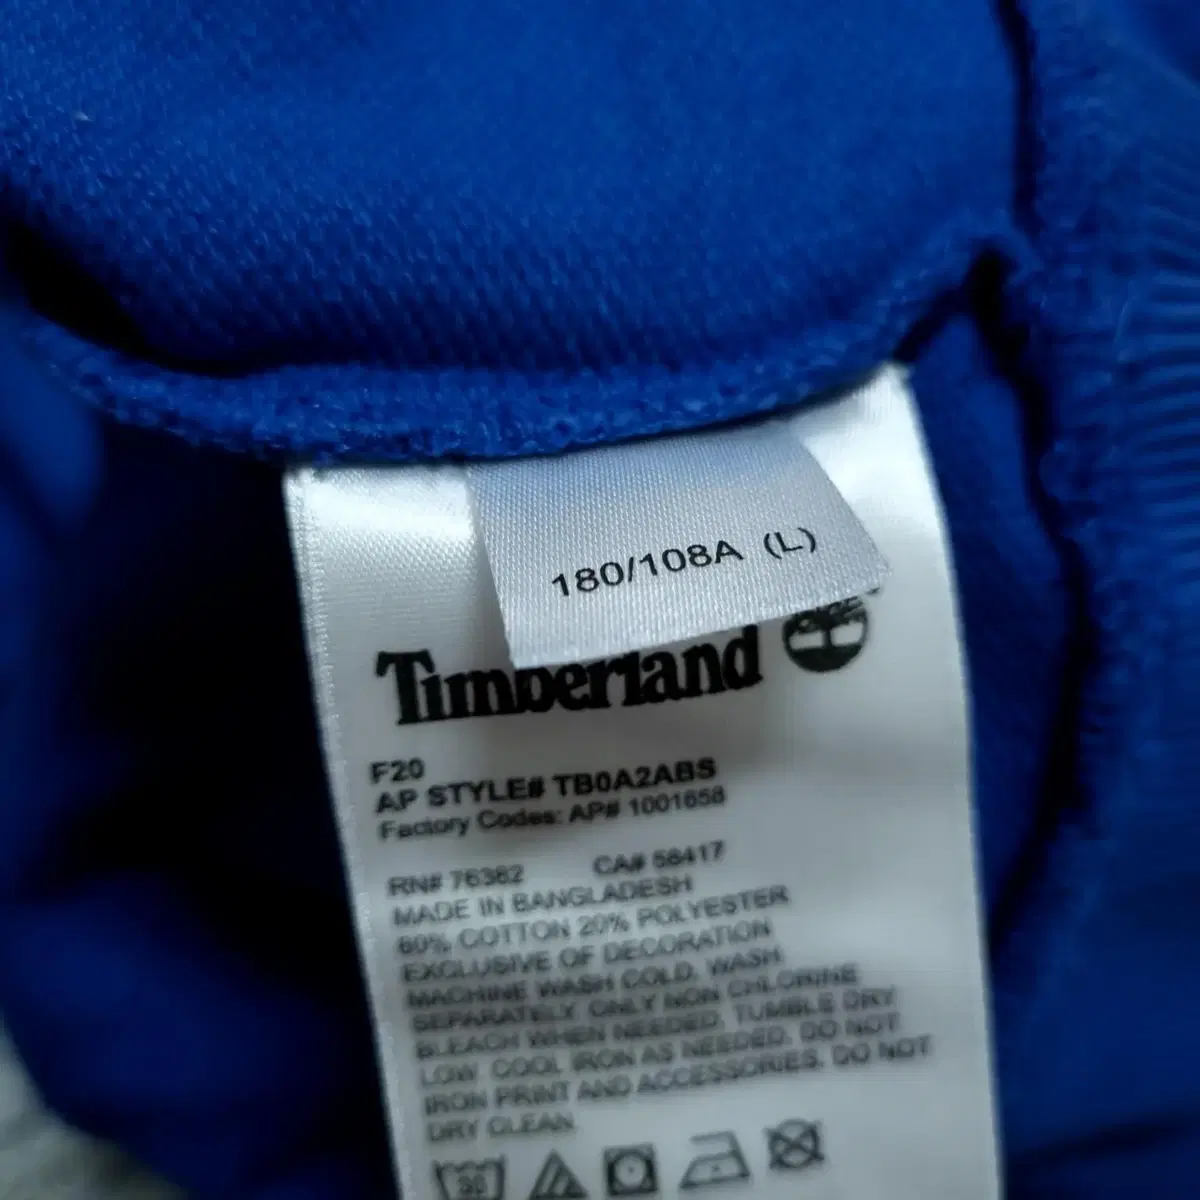 180/108A (L)
Timberland
F20
AP STYLE# TB0A2ABS
Factory Codes: AP# 1001658
RN# 76382 CA# 58417
MADE IN BANGLADESH
60% COTTON 20% POLYESTER
EXCLUSIVE OF DECORATION
MACHINE WASH COLD. WASH
SEPARATELY. ONLY NON CHLORINE
BLEACH WHEN NEEDED. TUMBLE DRY
LOW COOL IRON AS NEEDED. DO NOT
IRON PRINT AND ACCESSORIES. DO NOT
DRY CLEAN.
30